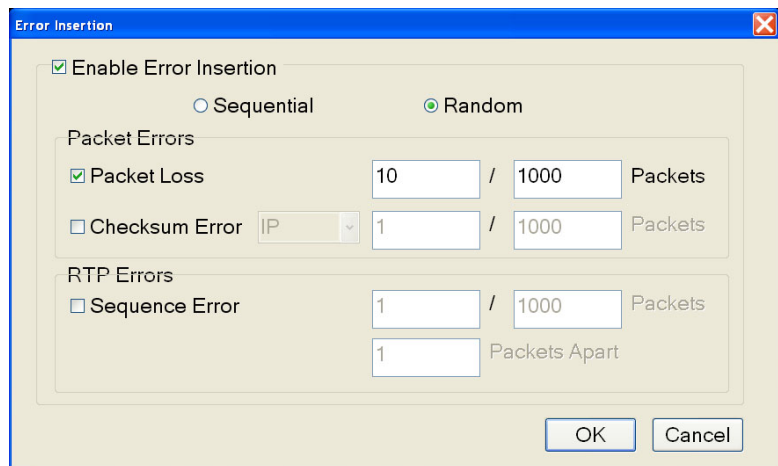 Error Insertion
Enable Error Insertion
Sequential Random
Packet Errors
Packet Loss 10 / 1000 Packets
Checksum Error IP 1 / 1000 Packets
RTP Errors
Sequence Error 1 / 1000 Packets
1 Packets Apart
OK Cancel